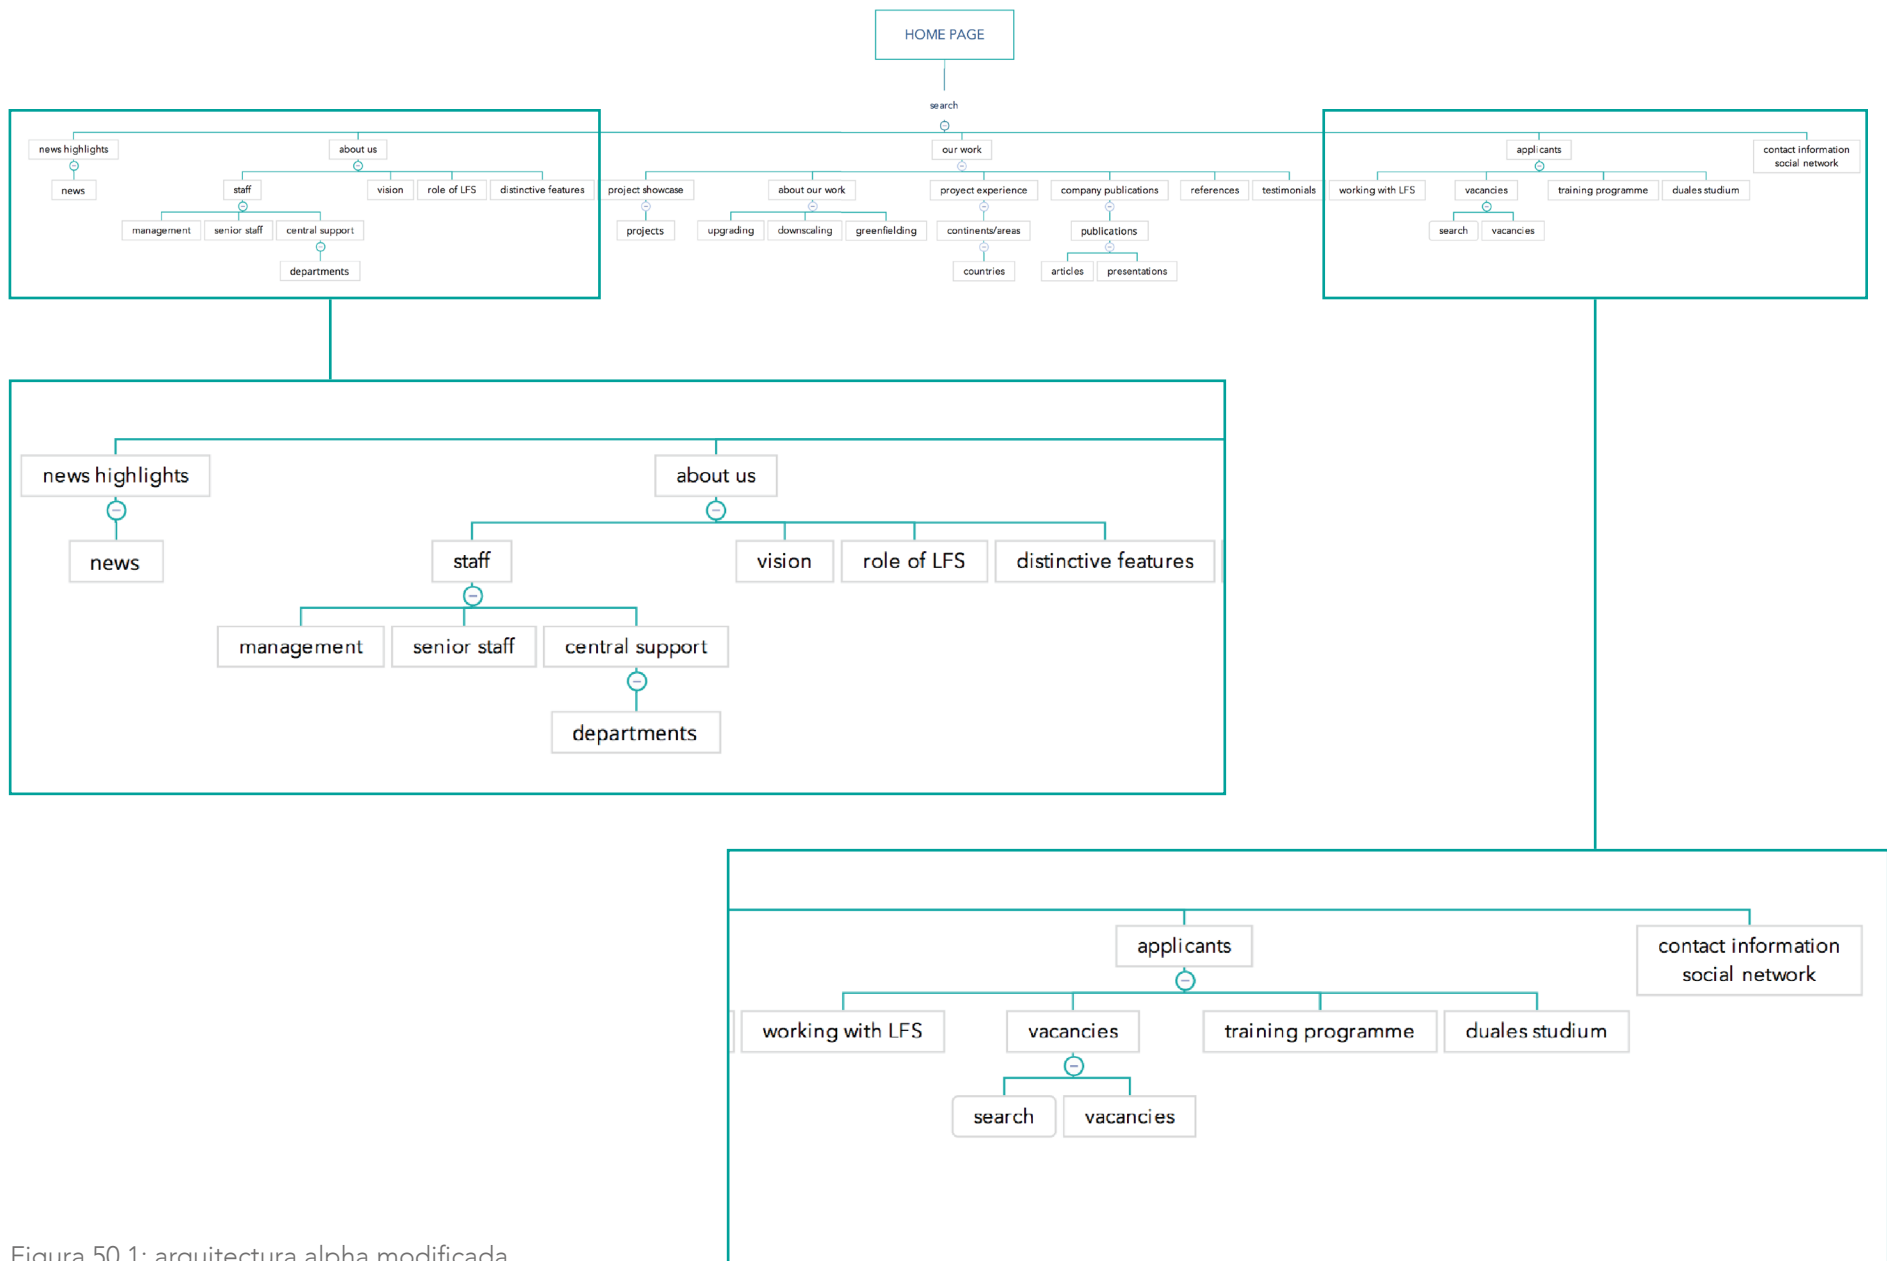 HOME PAGE
search
news highlights
about us
our work
applicants
contact information
social network
news
staff
vision
role of LFS
distinctive features
project showcase
about our work
proyect experience
company publications
references
testimonials
working with LFS
vacancies
training programme
duales studium
management
senior staff
central support
projects
upgrading
downscaling
greenfielding
continents/areas
publications
search
vacancies
departments
countries
articles
presentations
news highlights
about us
news
staff
vision
role of LFS
distinctive features
management
senior staff
central support
departments
applicants
contact information
social network
working with LFS
vacancies
training programme
duales studium
search
vacancies
Figura 50.1: arquitectura alpha modificada